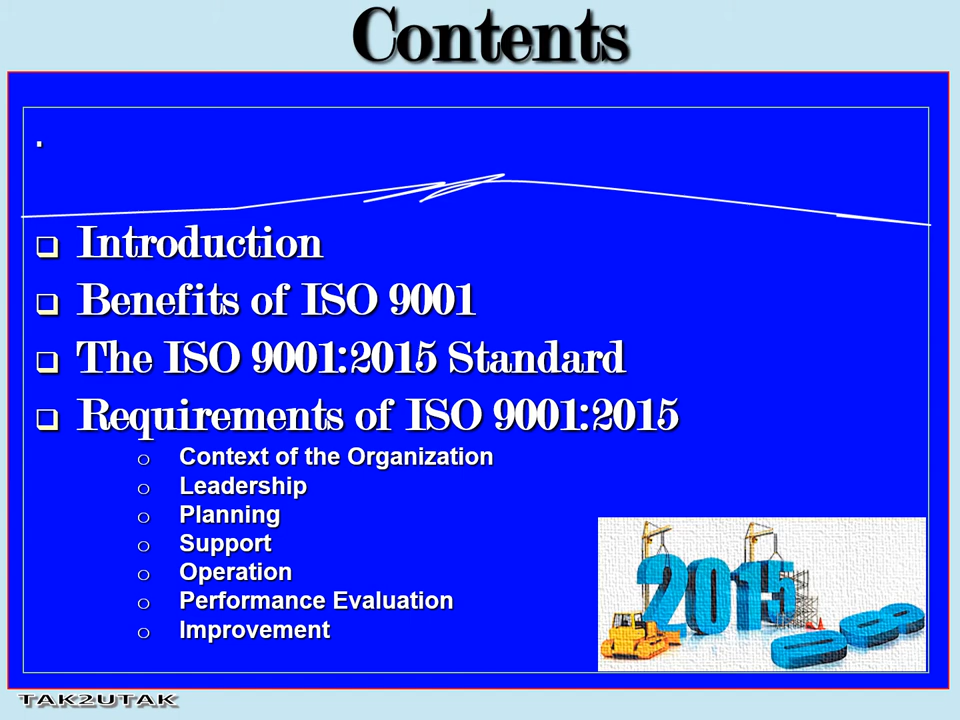 Contents
Introduction
Benefits of ISO 9001
The ISO 9001:2015 Standard
Requirements of ISO 9001:2015
Context of the Organization
Leadership
Planning
Support
Operation
Performance Evaluation
Improvement
2015
008
TAK2UTAK